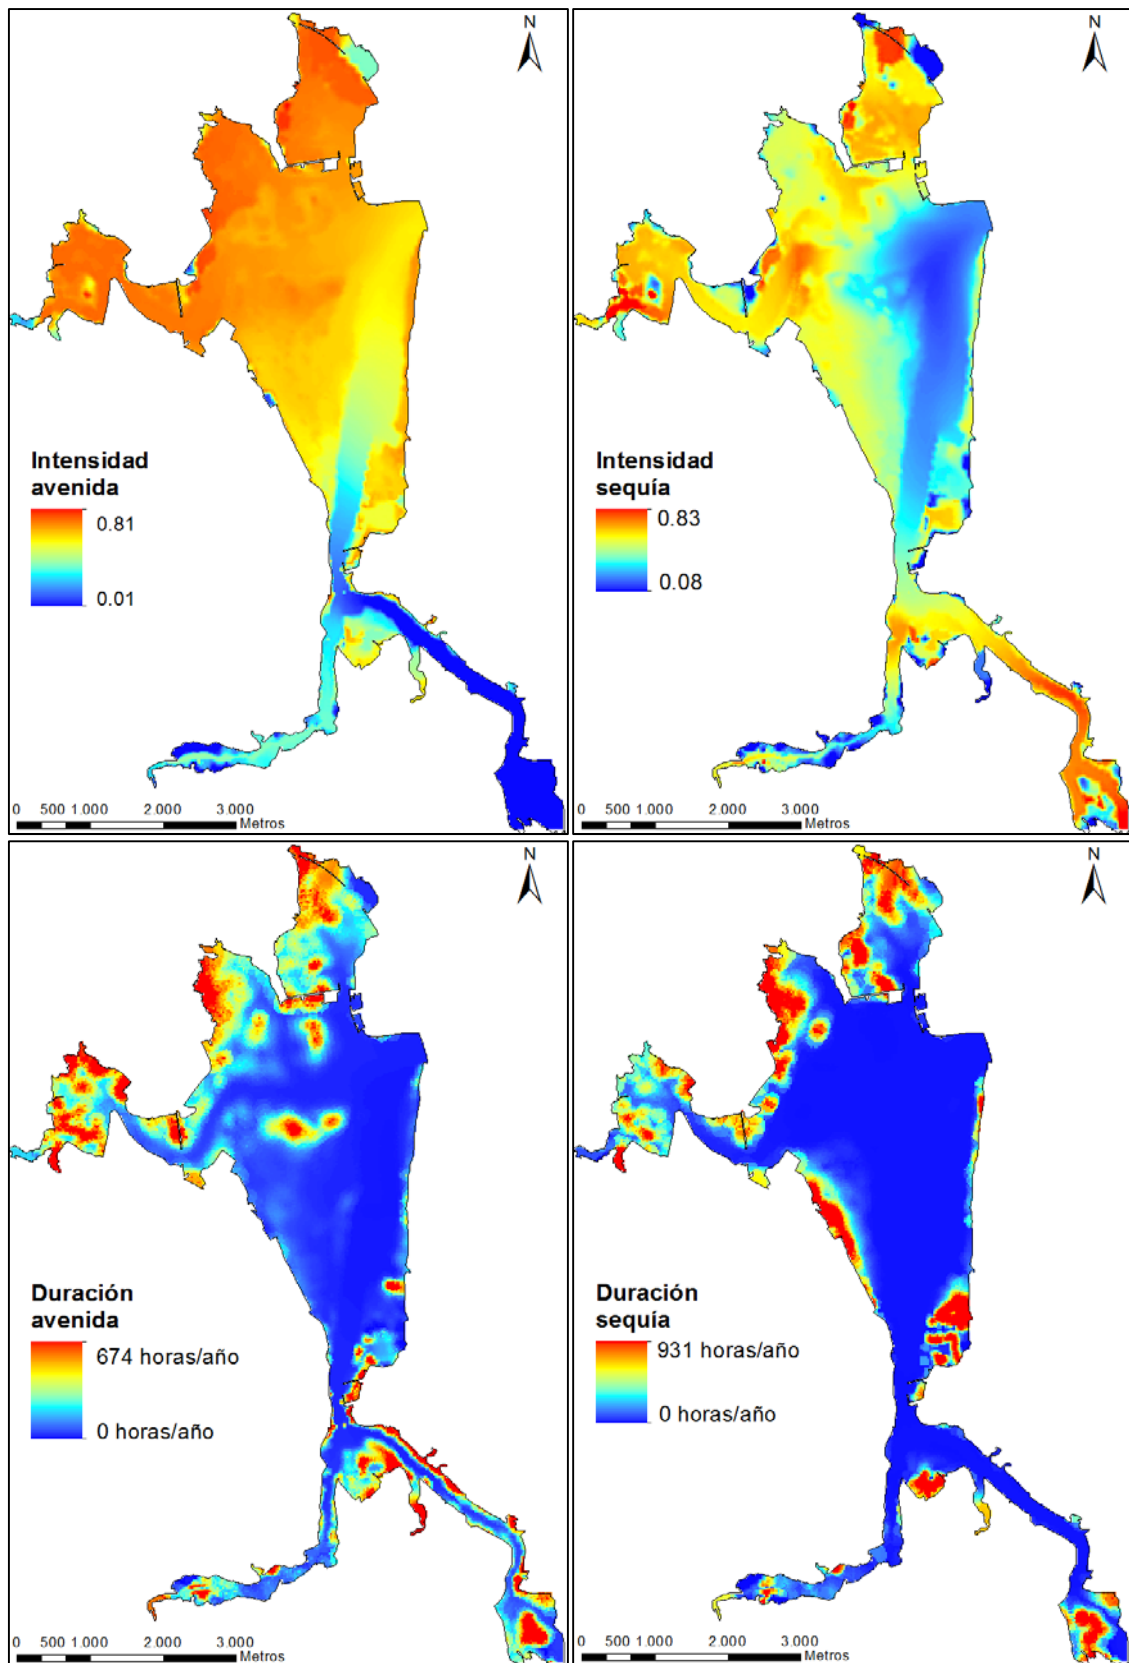 N
Intensidad
avenida
0.81
0.01
0 500 1.000 2.000 3.000
Metros
N
Intensidad
sequía
0.83
0.08
0 500 1.000 2.000 3.000
Metros
N
Duración
avenida
674 horas/año
0 horas/año
0 500 1.000 2.000 3.000
Metros
N
Duración
sequía
931 horas/año
0 horas/año
0 500 1.000 2.000 3.000
Metros